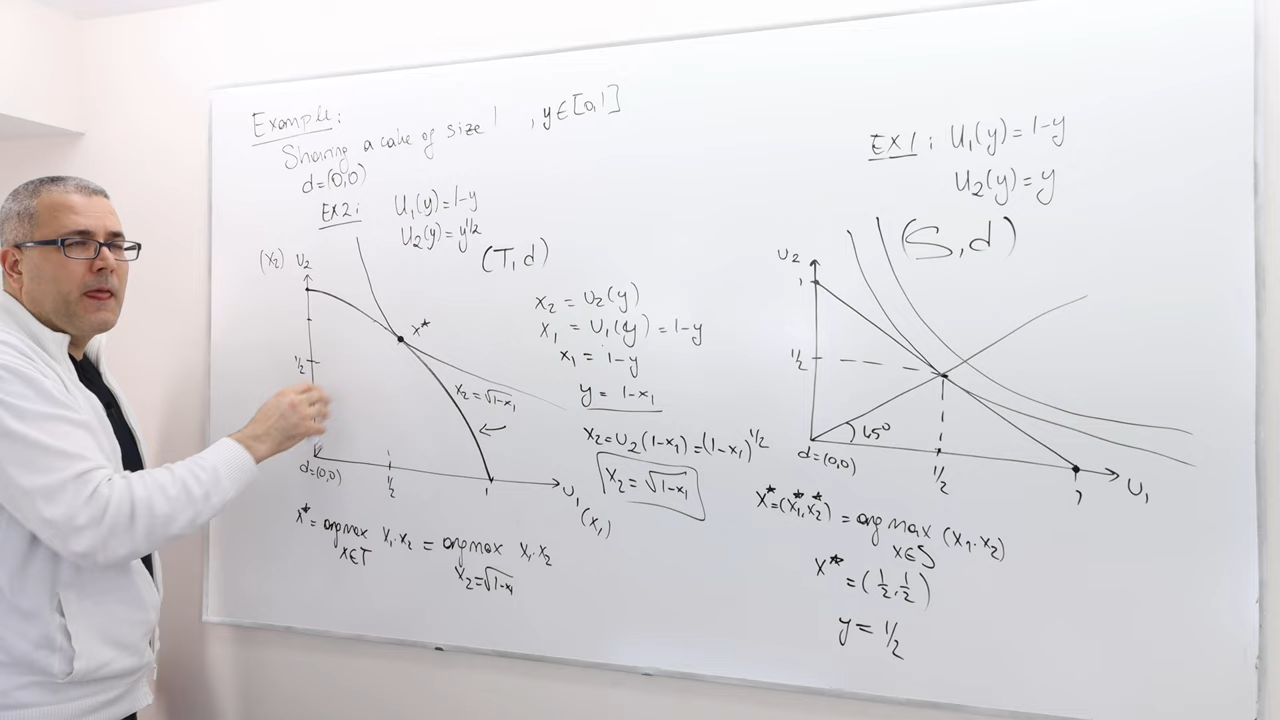 Example:
Sharing a cake of size 1 , y∈[0,1]
d=(0,0)
EX2: U₁(y)=1-y
U₂(y)=y^{1/2}
(T,d)
(X₂) U₂
1/2
X*
X₂=√1-x₁
d=(0,0)
1/2
1
U₁
(X₁)
X₂ = U₂(y)
X₁ = U₁(y) = 1-y
X₁ = 1-y
y = 1-X₁
X₂=U₂(1-X₁)=(1-X₁)^{1/2}
X₂=√1-x₁
X* = argmax X₁·X₂ = argmax X₁·X₂
X∈T X₂=√1-x₁
EX1: U₁(y)=1-y
U₂(y)=y
(S,d)
U₂
1
1/2
45°
d=(0,0)
1/2
1
U₁
X*=(X₁*,X₂*) = argmax (X₁·X₂)
X∈S
X* = (1/2,1/2)
y = 1/2